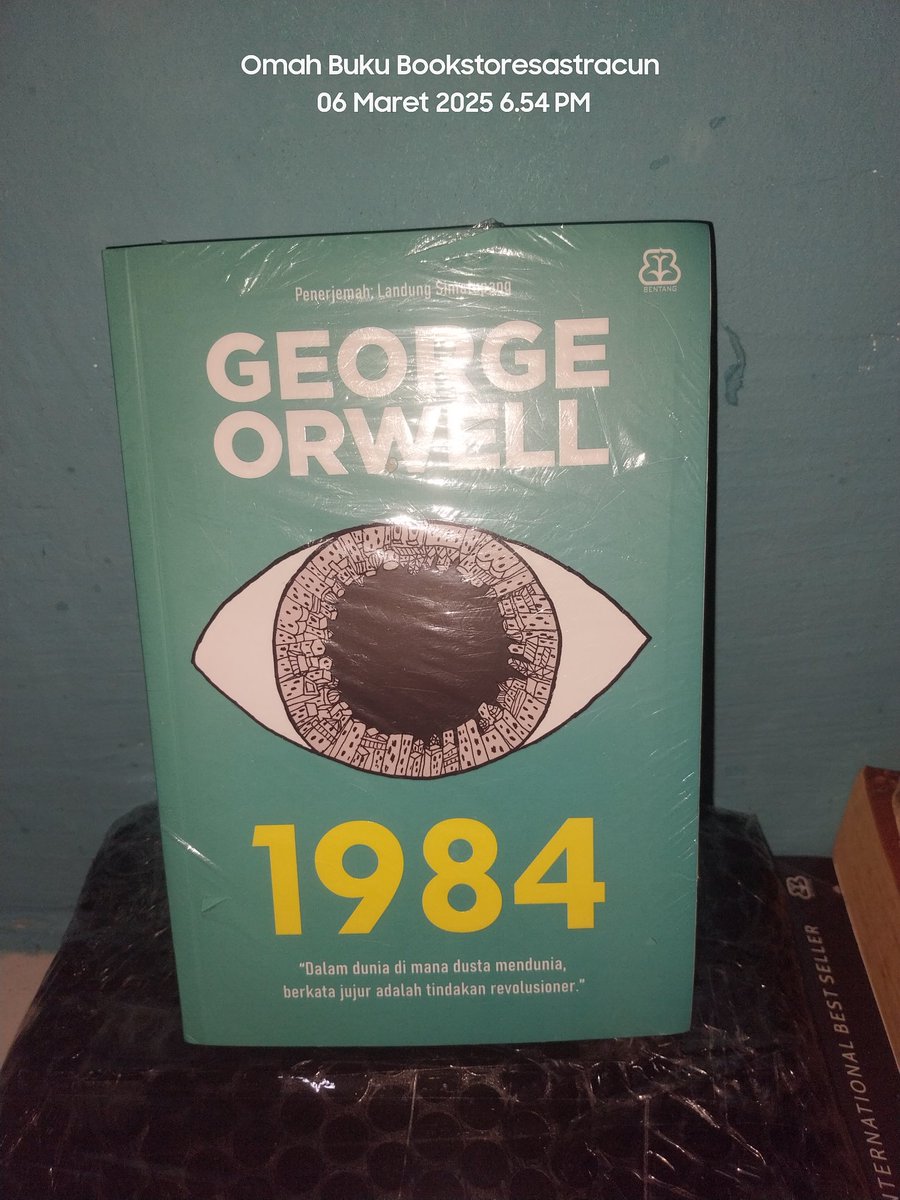 Omah Buku Bookstoresastracun
06 Maret 2025 6.54 PM
Penerjemah: Landung Simatupang
BENTANG
GEORGE
ORWELL
1984
"Dalam dunia di mana dusta mendunia,
berkata jujur adalah tindakan revolusioner."
TERNATIONAL BEST SELLER